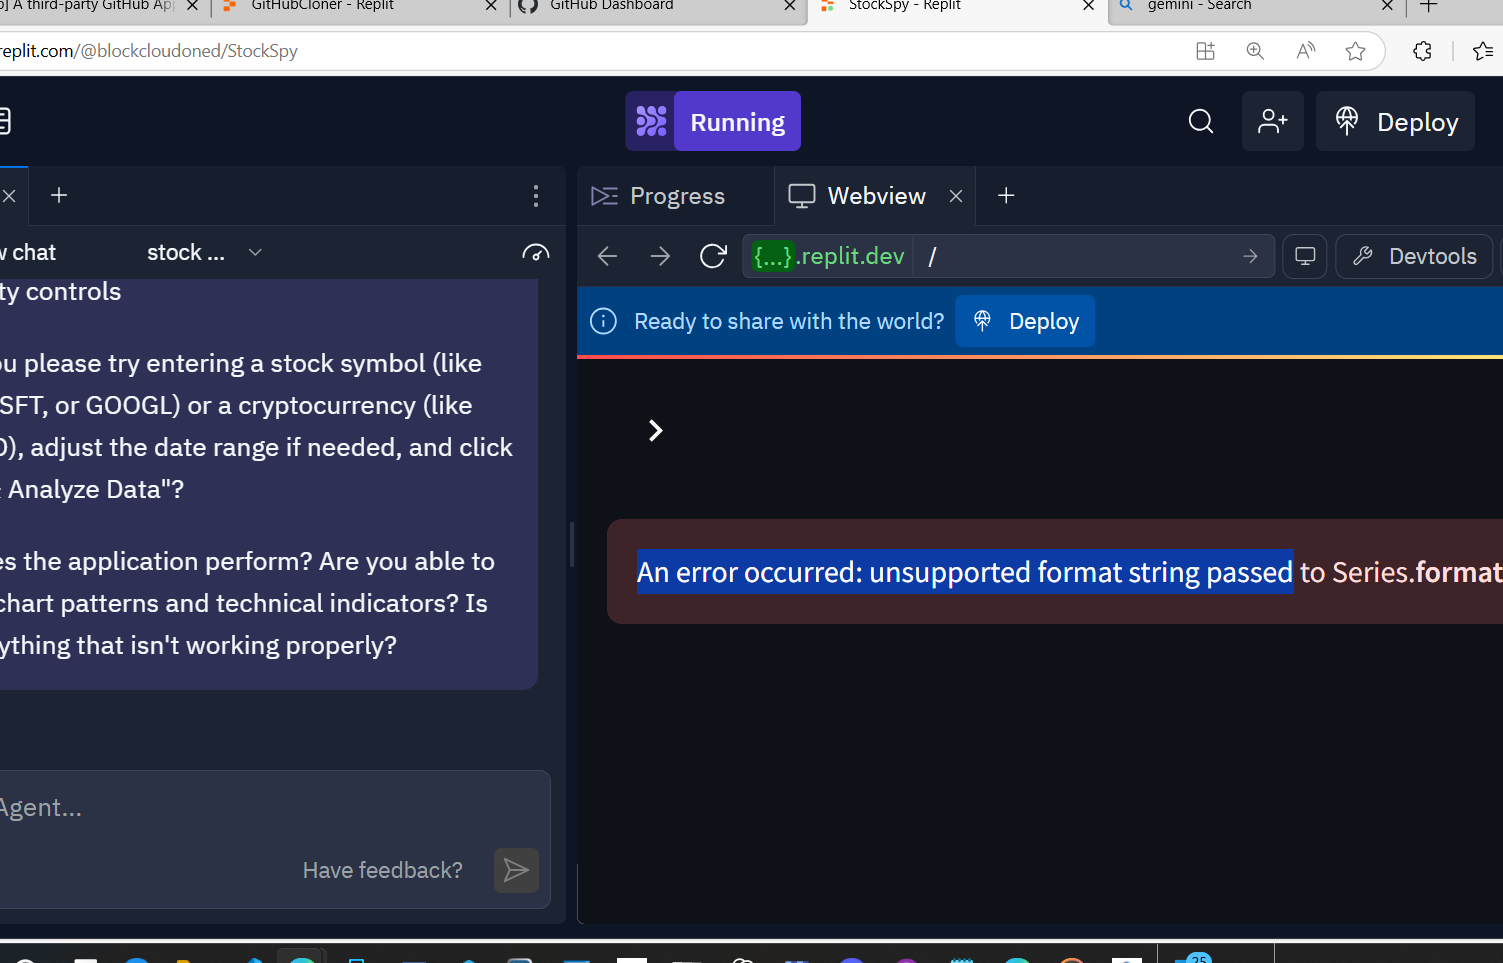 A third-party GitHub Ap
GitHubCloner - Replit
GitHub Dashboard
StockSpy - Replit
gemini - Search
replit.com/@blockcloudoned/StockSpy
Running
Deploy
Progress
Webview
w chat
stock ...
{...}.replit.dev
/
Devtools
Ready to share with the world?
Deploy
ty controls
ou please try entering a stock symbol (like
SFT, or GOOGL) or a cryptocurrency (like
D), adjust the date range if needed, and click
& Analyze Data"?
es the application perform? Are you able to
chart patterns and technical indicators? Is
ything that isn't working properly?
An error occurred: unsupported format string passed to Series.format
Agent...
Have feedback?
25